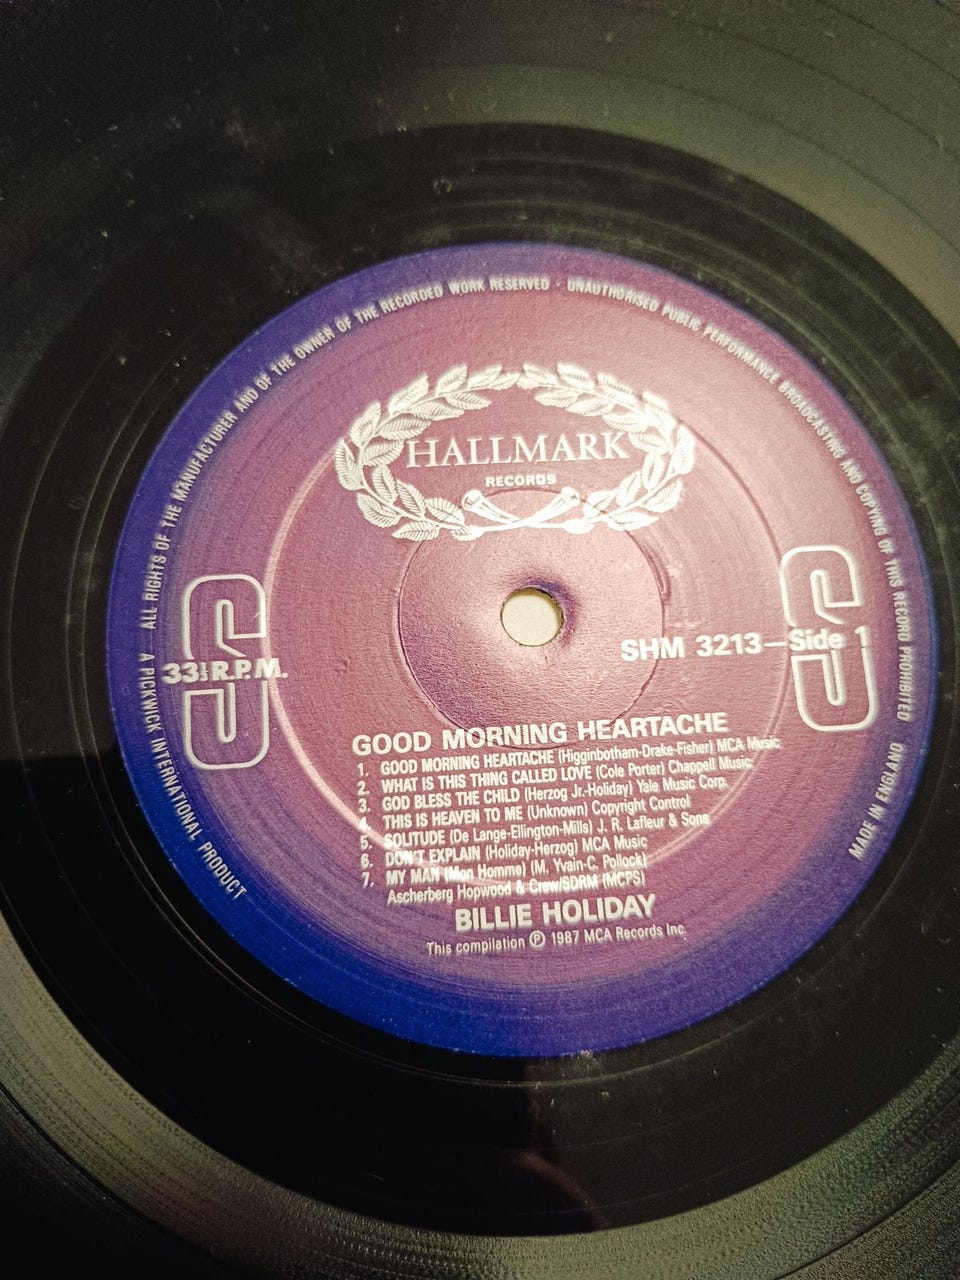 ALL RIGHTS OF THE MANUFACTURER AND OF THE OWNER OF THE RECORDED WORK RESERVED · UNAUTHORISED PUBLIC PERFORMANCE BROADCASTING AND COPYING OF THIS RECORD PROHIBITED
HALLMARK
RECORDS
S
S
33⅓ R.P.M.
SHM 3213–Side 1
GOOD MORNING HEARTACHE
1. GOOD MORNING HEARTACHE (Higginbotham-Drake-Fisher) MCA Music
2. WHAT IS THIS THING CALLED LOVE (Cole Porter) Chappell Music
3. GOD BLESS THE CHILD (Herzog Jr.-Holiday) Yale Music Corp.
4. THIS IS HEAVEN TO ME (Unknown) Copyright Control
5. SOLITUDE (De Lange-Ellington-Mills) J. R. Lafleur & Sons
6. DON'T EXPLAIN (Holiday-Herzog) MCA Music
7. MY MAN (Mon Homme) (M. Yvain-C. Pollock)
Ascherberg Hopwood & Crew/SDRM (MCPS)
BILLIE HOLIDAY
This compilation ℗ 1987 MCA Records Inc.
A PICKWICK INTERNATIONAL PRODUCT
MADE IN ENGLAND